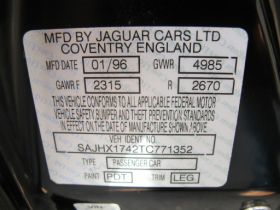 MFD BY JAGUAR CARS LTD
COVENTRY ENGLAND
MFD DATE 01/96 GVWR 4985
GAWR F 2315 R 2670
THIS VEHICLE CONFORMS TO ALL APPLICABLE FEDERAL MOTOR
VEHICLE SAFETY BUMPER AND THEFT PREVENTION STANDARDS
IN EFFECT ON THE DATE OF MANUFACTURE SHOWN ABOVE
VEH IDENT NO.
SAJHX1742TC771352
TYPE PASSENGER CAR
PAINT PDT TRIM LEG